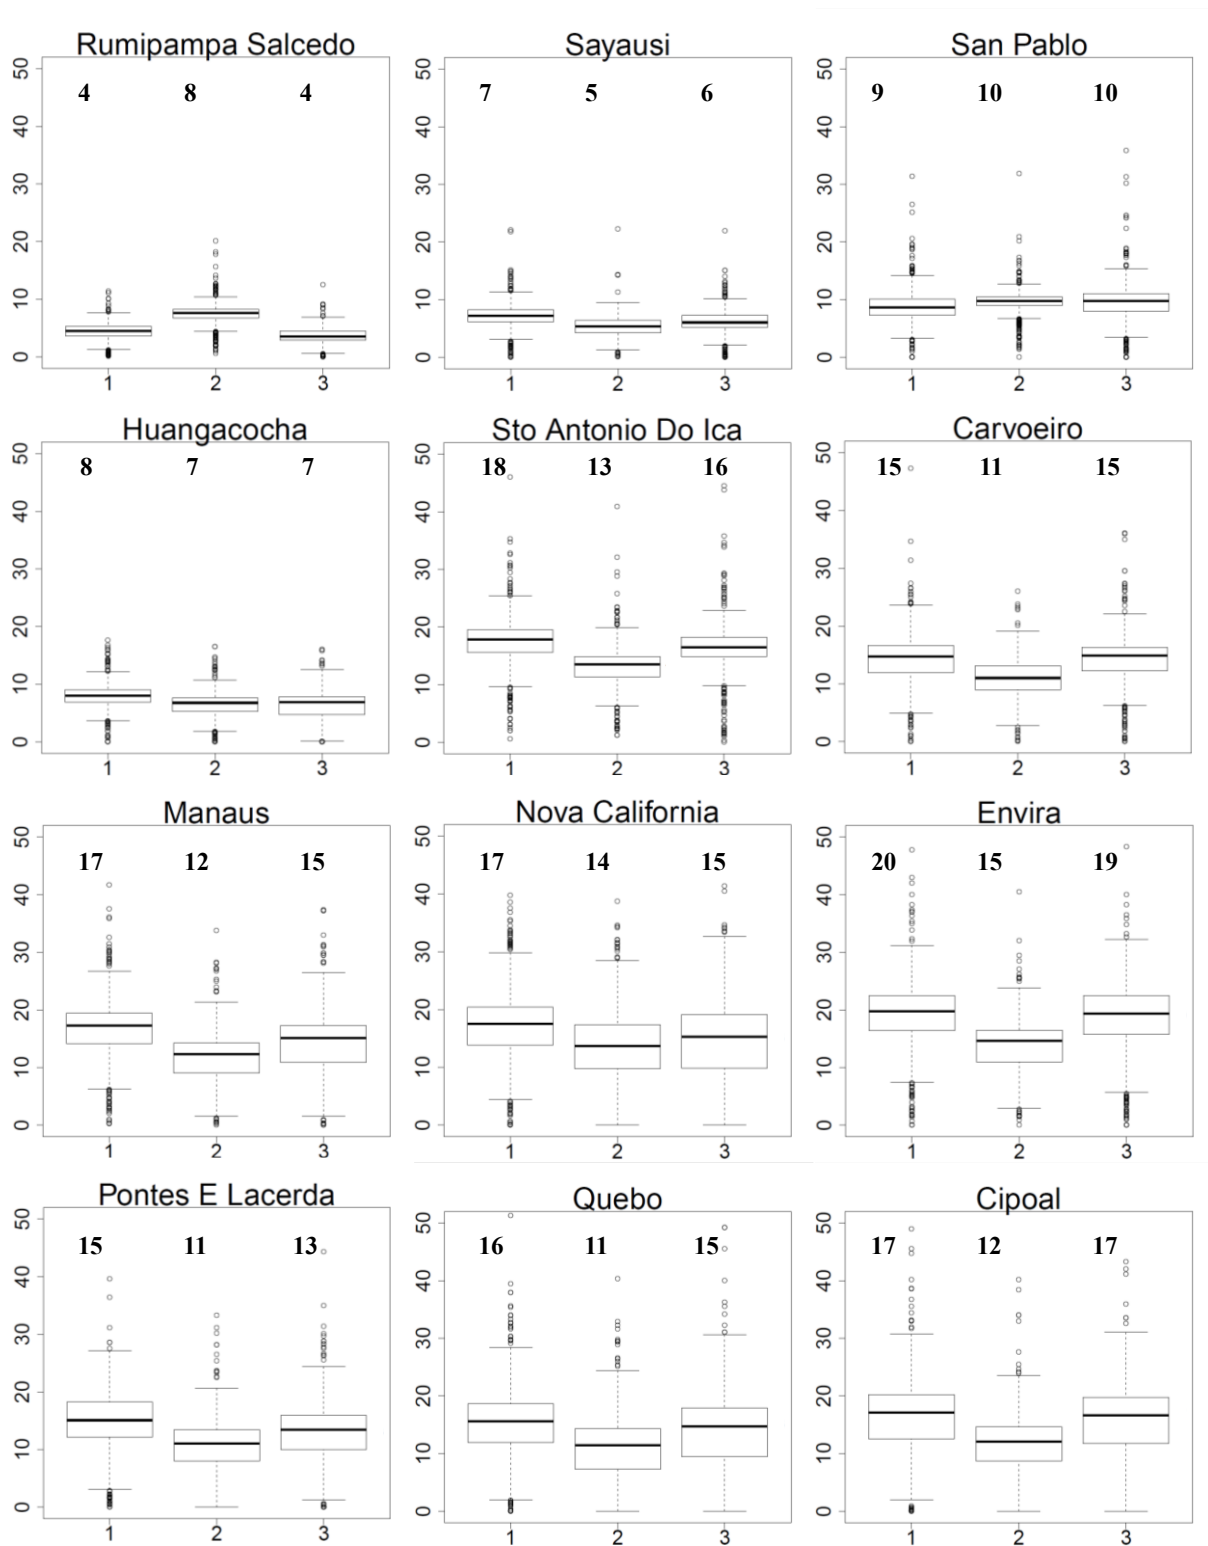 Rumipampa Salcedo
4 8 4
50
40
30
20
10
0
1 2 3
Sayausi
7 5 6
50
40
30
20
10
0
1 2 3
San Pablo
9 10 10
50
40
30
20
10
0
1 2 3
Huangacocha
8 7 7
50
40
30
20
10
0
1 2 3
Sto Antonio Do Ica
18 13 16
50
40
30
20
10
0
1 2 3
Carvoeiro
15 11 15
50
40
30
20
10
0
1 2 3
Manaus
17 12 15
50
40
30
20
10
0
1 2 3
Nova California
17 14 15
50
40
30
20
10
0
1 2 3
Envira
20 15 19
50
40
30
20
10
0
1 2 3
Pontes E Lacerda
15 11 13
50
40
30
20
10
0
1 2 3
Quebo
16 11 15
50
40
30
20
10
0
1 2 3
Cipoal
17 12 17
50
40
30
20
10
0
1 2 3